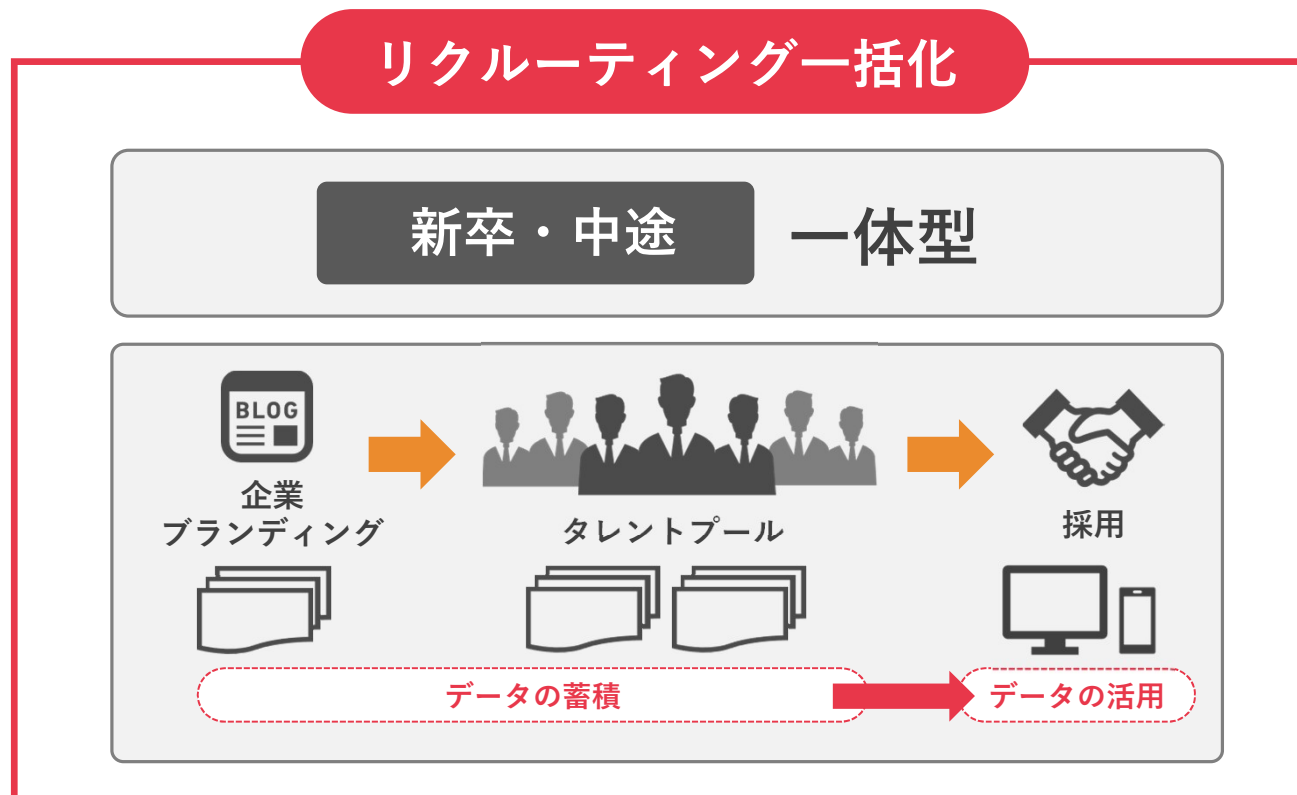 リクルーティング一括化
新卒・中途 一体型
BLOG
企業
ブランディング
タレントプール
採用
データの蓄積
データの活用